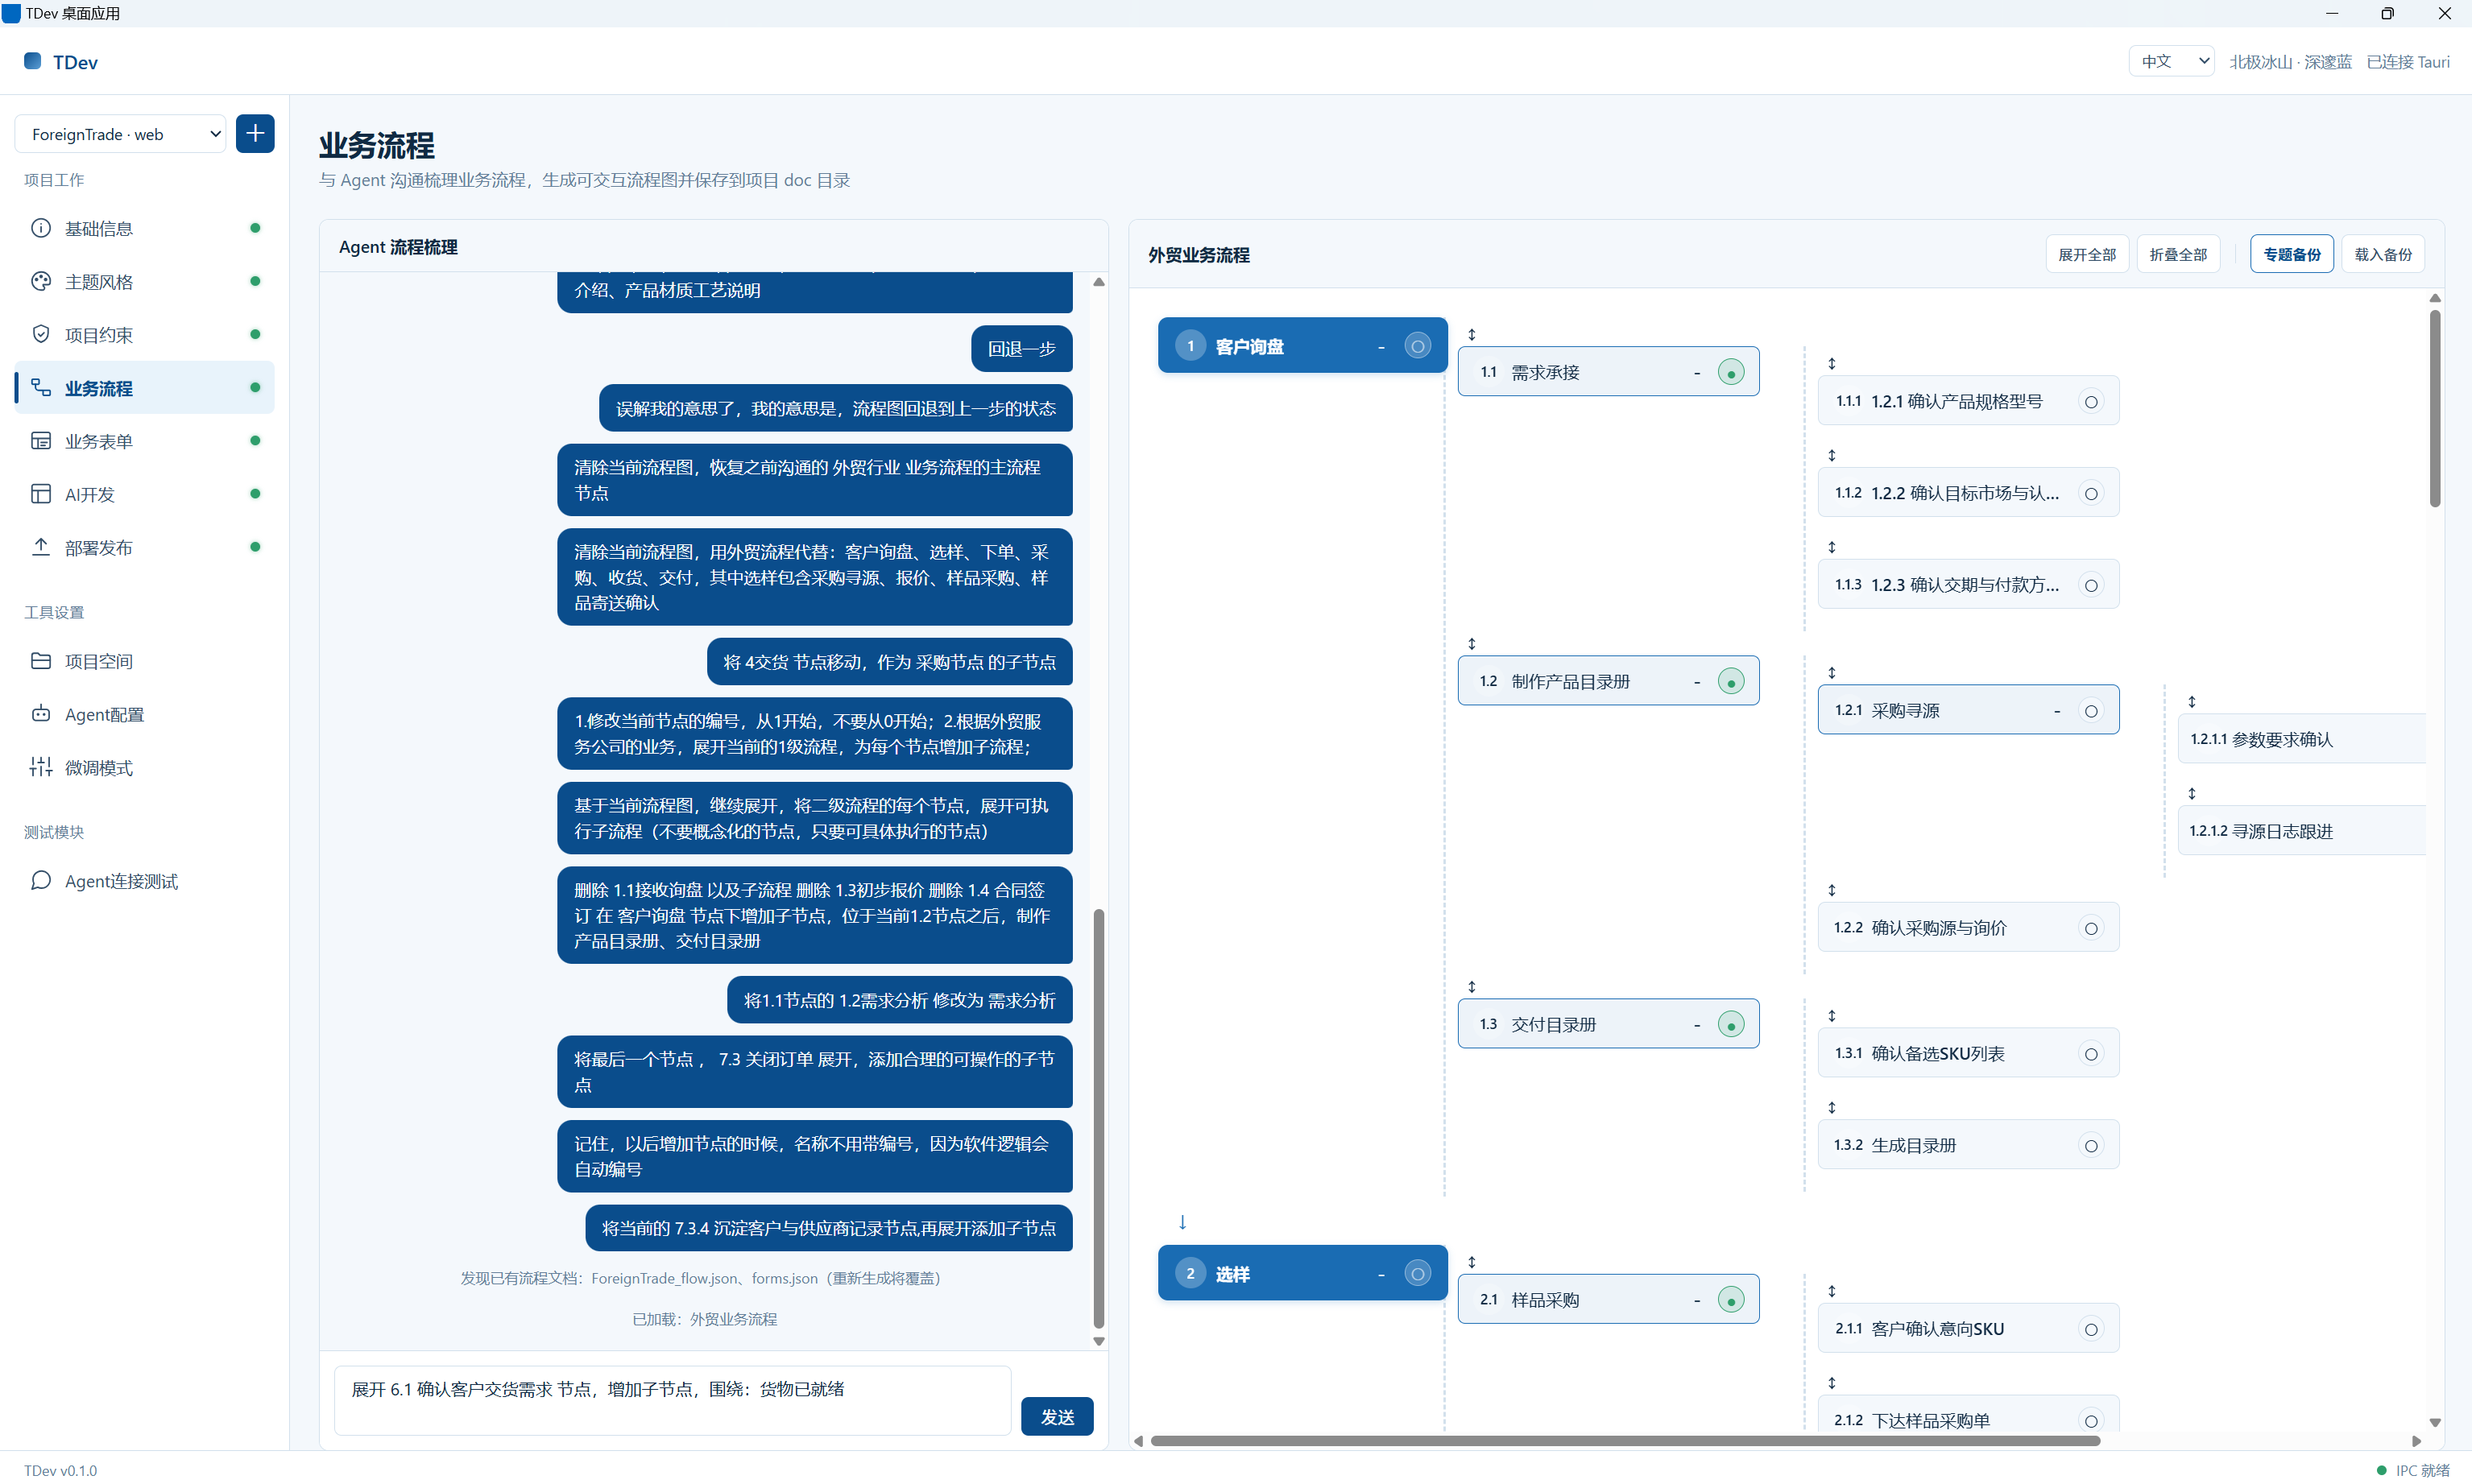 TDev 桌面应用
TDev
中文
北极冰山 · 深邃蓝
已连接 Tauri
ForeignTrade · web
项目工作
基础信息
主题风格
项目约束
业务流程
业务表单
AI开发
部署发布
工具设置
项目空间
Agent配置
微调模式
测试模块
Agent连接测试
业务流程
与 Agent 沟通梳理业务流程，生成可交互流程图并保存到项目 doc 目录
Agent 流程梳理
介绍、产品材质工艺说明
回退一步
误解我的意思了，我的意思是，流程图回退到上一步的状态
清除当前流程图，恢复之前沟通的 外贸行业 业务流程的主流程
节点
清除当前流程图，用外贸流程代替：客户询盘、选样、下单、采
购、收货、交付，其中选样包含采购寻源、报价、样品采购、样
品寄送确认
将 4交货 节点移动，作为 采购节点 的子节点
1.修改当前节点的编号，从1开始，不要从0开始；2.根据外贸服
务公司的业务，展开当前的1级流程，为每个节点增加子流程；
基于当前流程图，继续展开，将二级流程的每个节点，展开可执
行子流程（不要概念化的节点，只要可具体执行的节点）
删除 1.1接收询盘 以及子流程 删除 1.3初步报价 删除 1.4 合同签
订 在 客户询盘 节点下增加子节点，位于当前1.2节点之后，制作
产品目录册、交付目录册
将1.1节点的 1.2需求分析 修改为 需求分析
将最后一个节点 ， 7.3 关闭订单 展开，添加合理的可操作的子节
点
记住，以后增加节点的时候，名称不用带编号，因为软件逻辑会
自动编号
将当前的 7.3.4 沉淀客户与供应商记录节点,再展开添加子节点
发现已有流程文档：ForeignTrade_flow.json、forms.json（重新生成将覆盖）
已加载：外贸业务流程
展开 6.1 确认客户交货需求 节点，增加子节点，围绕：货物已就绪
发送
外贸业务流程
展开全部
折叠全部
专题备份
载入备份
1 客户询盘 -
1.1 需求承接 -
1.1.1 1.2.1 确认产品规格型号
1.1.2 1.2.2 确认目标市场与认...
1.1.3 1.2.3 确认交期与付款方...
1.2 制作产品目录册 -
1.2.1 采购寻源 -
1.2.1.1 参数要求确认
1.2.1.2 寻源日志跟进
1.2.2 确认采购源与询价
1.3 交付目录册 -
1.3.1 确认备选SKU列表
1.3.2 生成目录册
↓
2 选样 -
2.1 样品采购 -
2.1.1 客户确认意向SKU
2.1.2 下达样品采购单
TDev v0.1.0
IPC 就绪